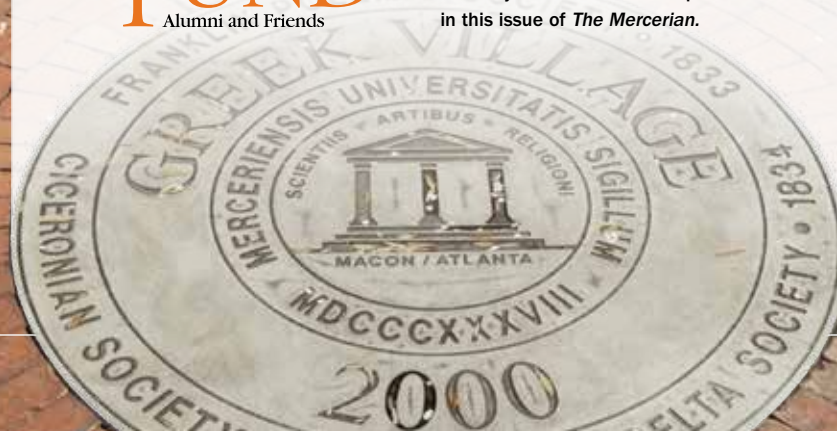 FUND
Alumni and Friends
in this issue of The Mercerian.
1833
GREEK VILLAGE
MERCERIENSIS UNIVERSITATIS SIGILLUM
SCIENTIIS ARTIBUS RELIGIONI
MACON / ATLANTA
MDCCCXXXVIII
2000
CICERONIAN SOCIETY
SOCIETY • 1834